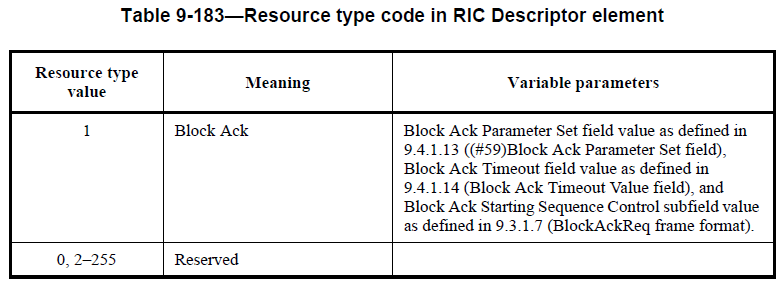 Table 9-183—Resource type code in RIC Descriptor element
Resource type value
Meaning
Variable parameters
1
Block Ack
Block Ack Parameter Set field value as defined in
9.4.1.13 ((#59)Block Ack Parameter Set field),
Block Ack Timeout field value as defined in
9.4.1.14 (Block Ack Timeout Value field), and
Block Ack Starting Sequence Control subfield value
as defined in 9.3.1.7 (BlockAckReq frame format).
0, 2–255
Reserved